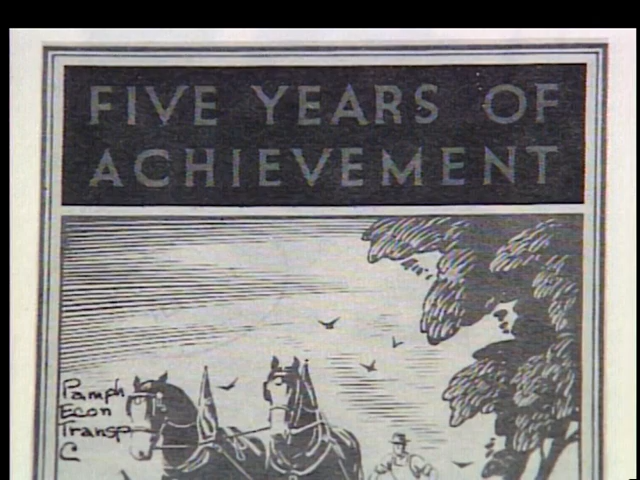 FIVE YEARS OF
ACHIEVEMENT
Pamph
Econ
Transp
C